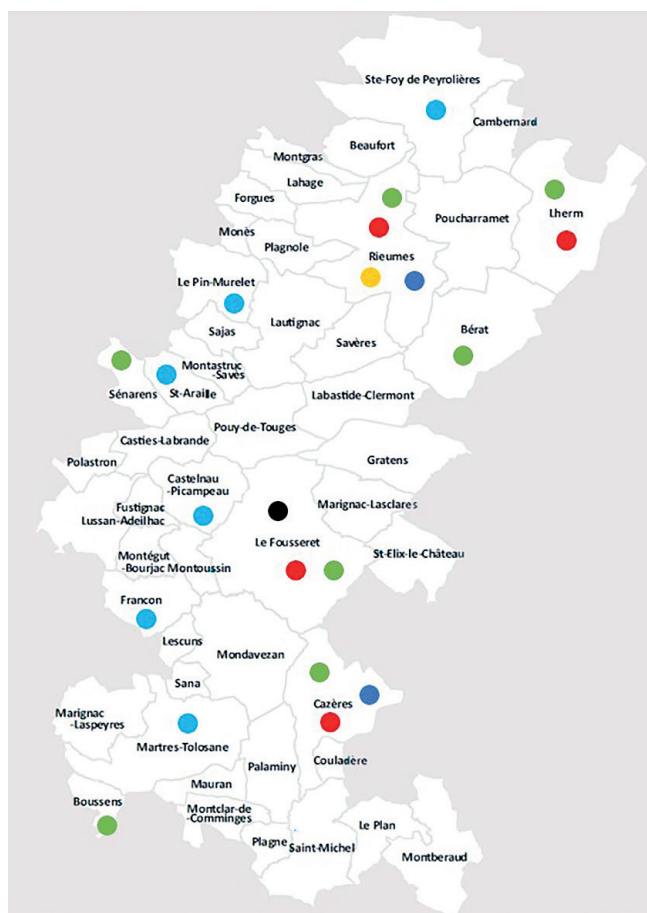 Ste-Foy de Peyrolières
Cambernard
Beaufort
Montgras
Lahage
Forgues
Poucharramet
Lherm
Monès
Plagnole
Rieumes
Le Pin-Murelet
Lautignac
Bérat
Sajas
Savères
Montastruc
-Savès
Sénarens
St-Araille
Labastide-Clermont
Pouy-de-Touges
Casties-Labrande
Polastron
Gratens
Castelnau
-Picampeau
Fustignac
Lussan-Adeilhac
Marignac-Lasclares
Le Fousseret
St-Elix-le-Château
Montégut
-Bourjac
Montoussin
Francon
Lescuns
Mondavezan
Sana
Cazères
Marignac
-Laspeyres
Martres-Tolosane
Couladère
Palaminy
Mauran
Boussens
Montclar-de
-Comminges
Le Plan
Plagne
Saint-Michel
Montberaud